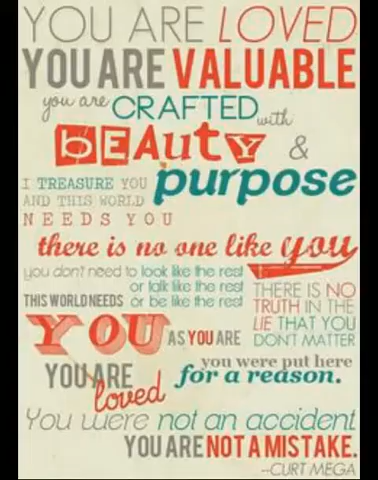 YOU ARE LOVED
YOU ARE VALUABLE
you are CRAFTED with
BEAUTY &
purpose
I TREASURE YOU
AND THIS WORLD
NEEDS YOU
there is no one like you
you don't need to look like the rest
or talk like the rest
or be like the rest
THERE IS NO
TRUTH IN THE
LIE THAT YOU
DON'T MATTER
THIS WORLD NEEDS
YOU AS YOU ARE
you were put here
for a reason.
YOU ARE
loved
You were not an accident
YOU ARE NOT A MISTAKE.
--CURT MEGA